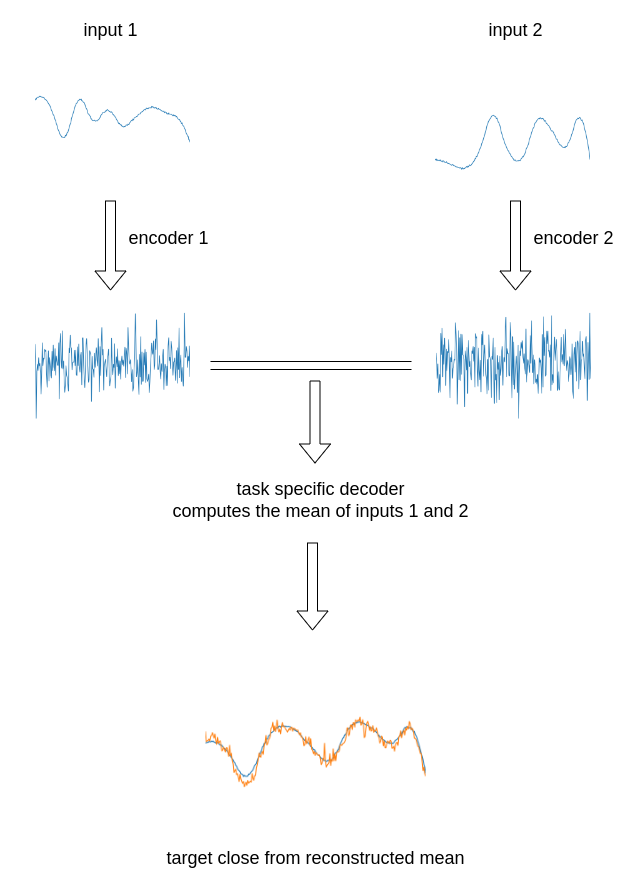 input 1
input 2
encoder 1
encoder 2
task specific decoder
computes the mean of inputs 1 and 2
target close from reconstructed mean